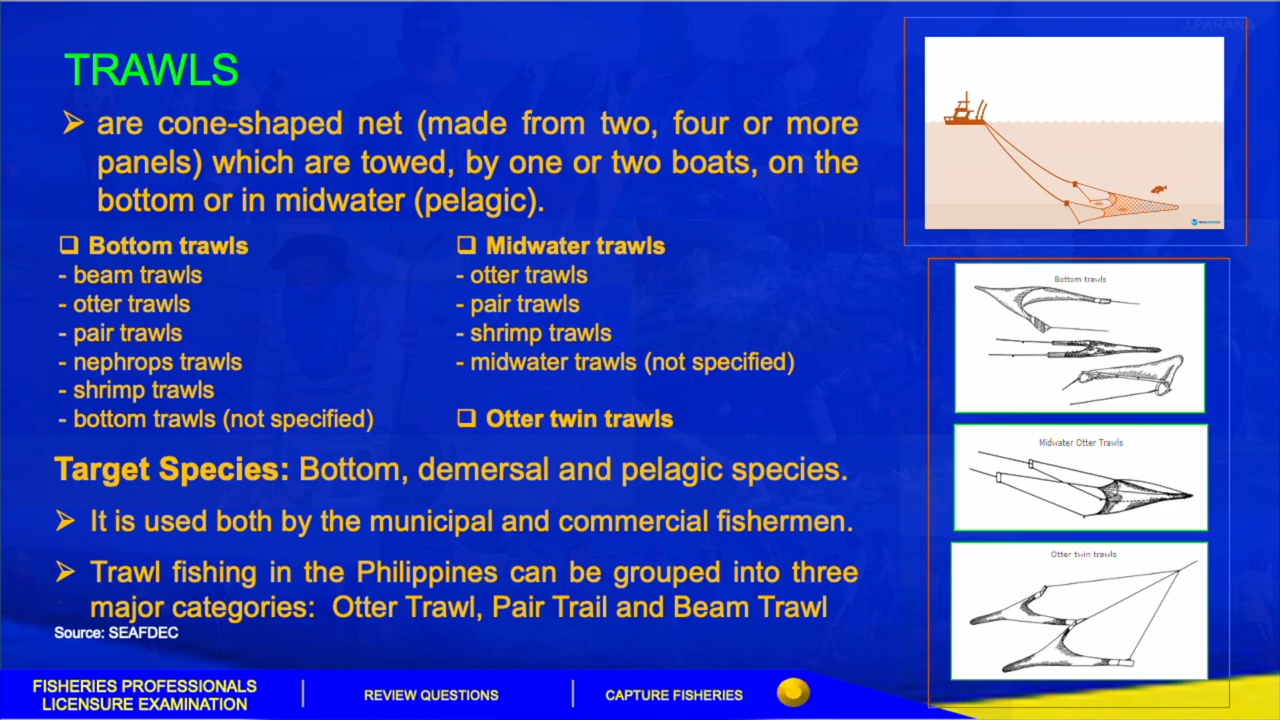 J.PARANA
TRAWLS
➢ are cone-shaped net (made from two, four or more
panels) which are towed, by one or two boats, on the
bottom or in midwater (pelagic).
❑ Bottom trawls
- beam trawls
- otter trawls
- pair trawls
- nephrops trawls
- shrimp trawls
- bottom trawls (not specified)
❑ Midwater trawls
- otter trawls
- pair trawls
- shrimp trawls
- midwater trawls (not specified)
❑ Otter twin trawls
Target Species: Bottom, demersal and pelagic species.
➢ It is used both by the municipal and commercial fishermen.
➢ Trawl fishing in the Philippines can be grouped into three
major categories: Otter Trawl, Pair Trail and Beam Trawl
Source: SEAFDEC
Bottom trawls
Midwater Otter Trawls
Otter twin trawls
FISHERIES PROFESSIONALS
LICENSURE EXAMINATION
REVIEW QUESTIONS
CAPTURE FISHERIES